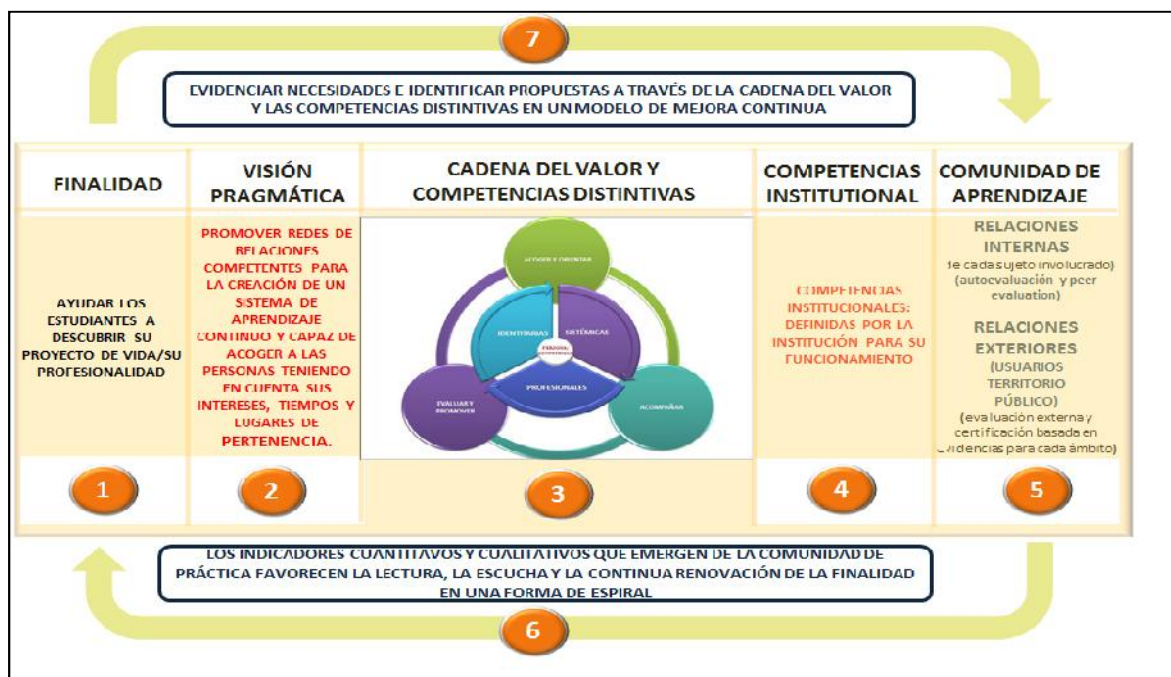 7
EVIDENCIAR NECESIDADES E IDENTIFICAR PROPUESTAS A TRAVÉS DE LA CADENA DEL VALOR
Y LAS COMPETENCIAS DISTINTIVAS EN UN MODELO DE MEJORA CONTINUA
FINALIDAD
AYUDAR LOS
ESTUDIANTES A
DESCUBRIR SU
PROYECTO DE VIDA/SU
PROFESIONALIDAD
1
VISIÓN
PRAGMÁTICA
PROMOVER REDES DE
RELACIONES
COMPETENTES PARA
LA CREACIÓN DE UN
SISTEMA DE
APRENDIZAJE
CONTINUO Y CAPAZ DE
ACOGER A LAS
PERSONAS TENIENDO
EN CUENTA SUS
INTERESES, TIEMPOS Y
LUGARES DE
PERTENENCIA.
2
CADENA DEL VALOR Y
COMPETENCIAS DISTINTIVAS
ACOGER Y ORIENTAR
IDENTITARIAS
PROFESIONALES
EVALUAR Y
PROMOVER
ACOMPAÑAR
3
COMPETENCIAS
INSTITUTIONAL
COMPETENCIAS
INSTITUCIONALES:
DEFINIDAS POR LA
INSTITUCIÓN PARA SU
FUNCIONAMIENTO
4
COMUNIDAD DE
APRENDIZAJE
RELACIONES
INTERNAS
de cada sujeto involucrado)
(autoevaluación y peer
evaluation)
RELACIONES
EXTERIORES
(USUARIOS
TERRITORIO
PÚBLICO)
(evaluación externa y
certificación basada en
evidencias para cada ámbito)
5
LOS INDICADORES CUANTITAVOS Y CUALITATIVOS QUE EMERGEN DE LA COMUNIDAD DE
PRÁCTICA FAVORECEN LA LECTURA, LA ESCUCHA Y LA CONTINUA RENOVACIÓN DE LA FINALIDAD
EN UNA FORMA DE ESPIRAL
6